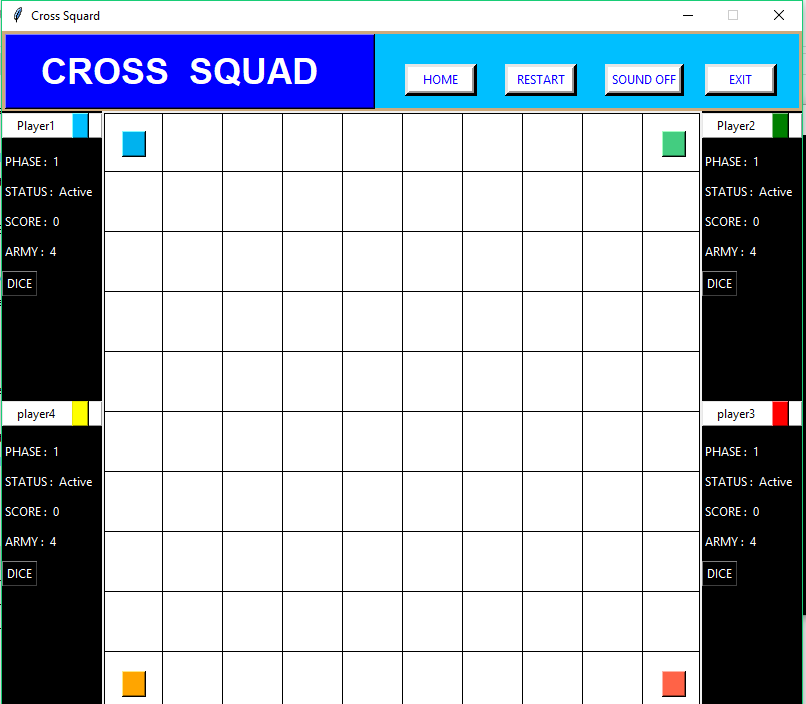 Cross Squard
CROSS SQUAD
HOME
RESTART
SOUND OFF
EXIT
Player1
PHASE : 1
STATUS : Active
SCORE : 0
ARMY : 4
DICE
Player2
PHASE : 1
STATUS : Active
SCORE : 0
ARMY : 4
DICE
player4
PHASE : 1
STATUS : Active
SCORE : 0
ARMY : 4
DICE
player3
PHASE : 1
STATUS : Active
SCORE : 0
ARMY : 4
DICE